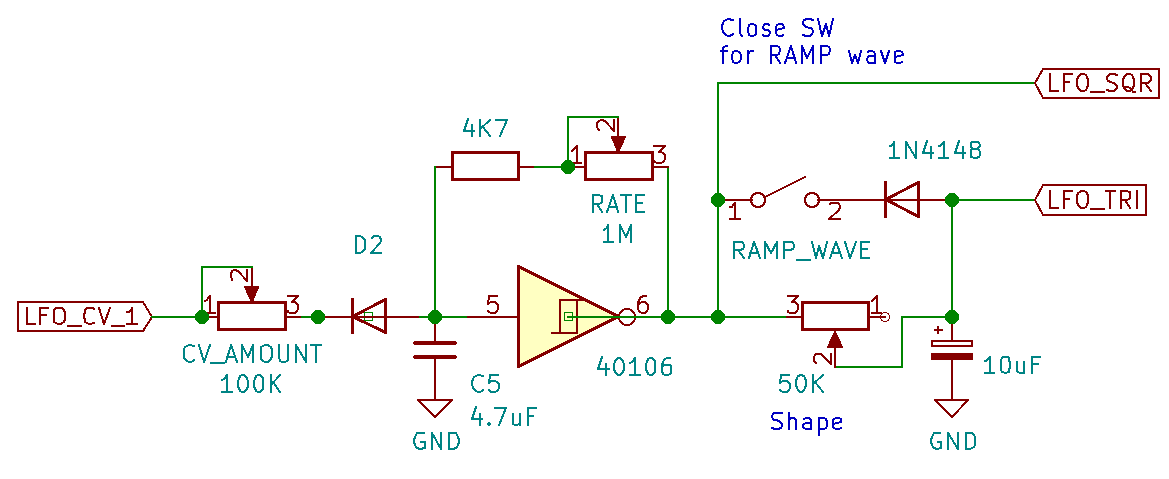 Close SW
for RAMP wave
LFO_SQR
4K7
2
1
3
1N4148
RATE
1M
1
2
LFO_TRI
RAMP_WAVE
D2
2
LFO_CV_1
1
3
5
6
3
1
+
CV_AMOUNT
100K
C5
4.7uF
GND
40106
2
50K
10uF
Shape
GND